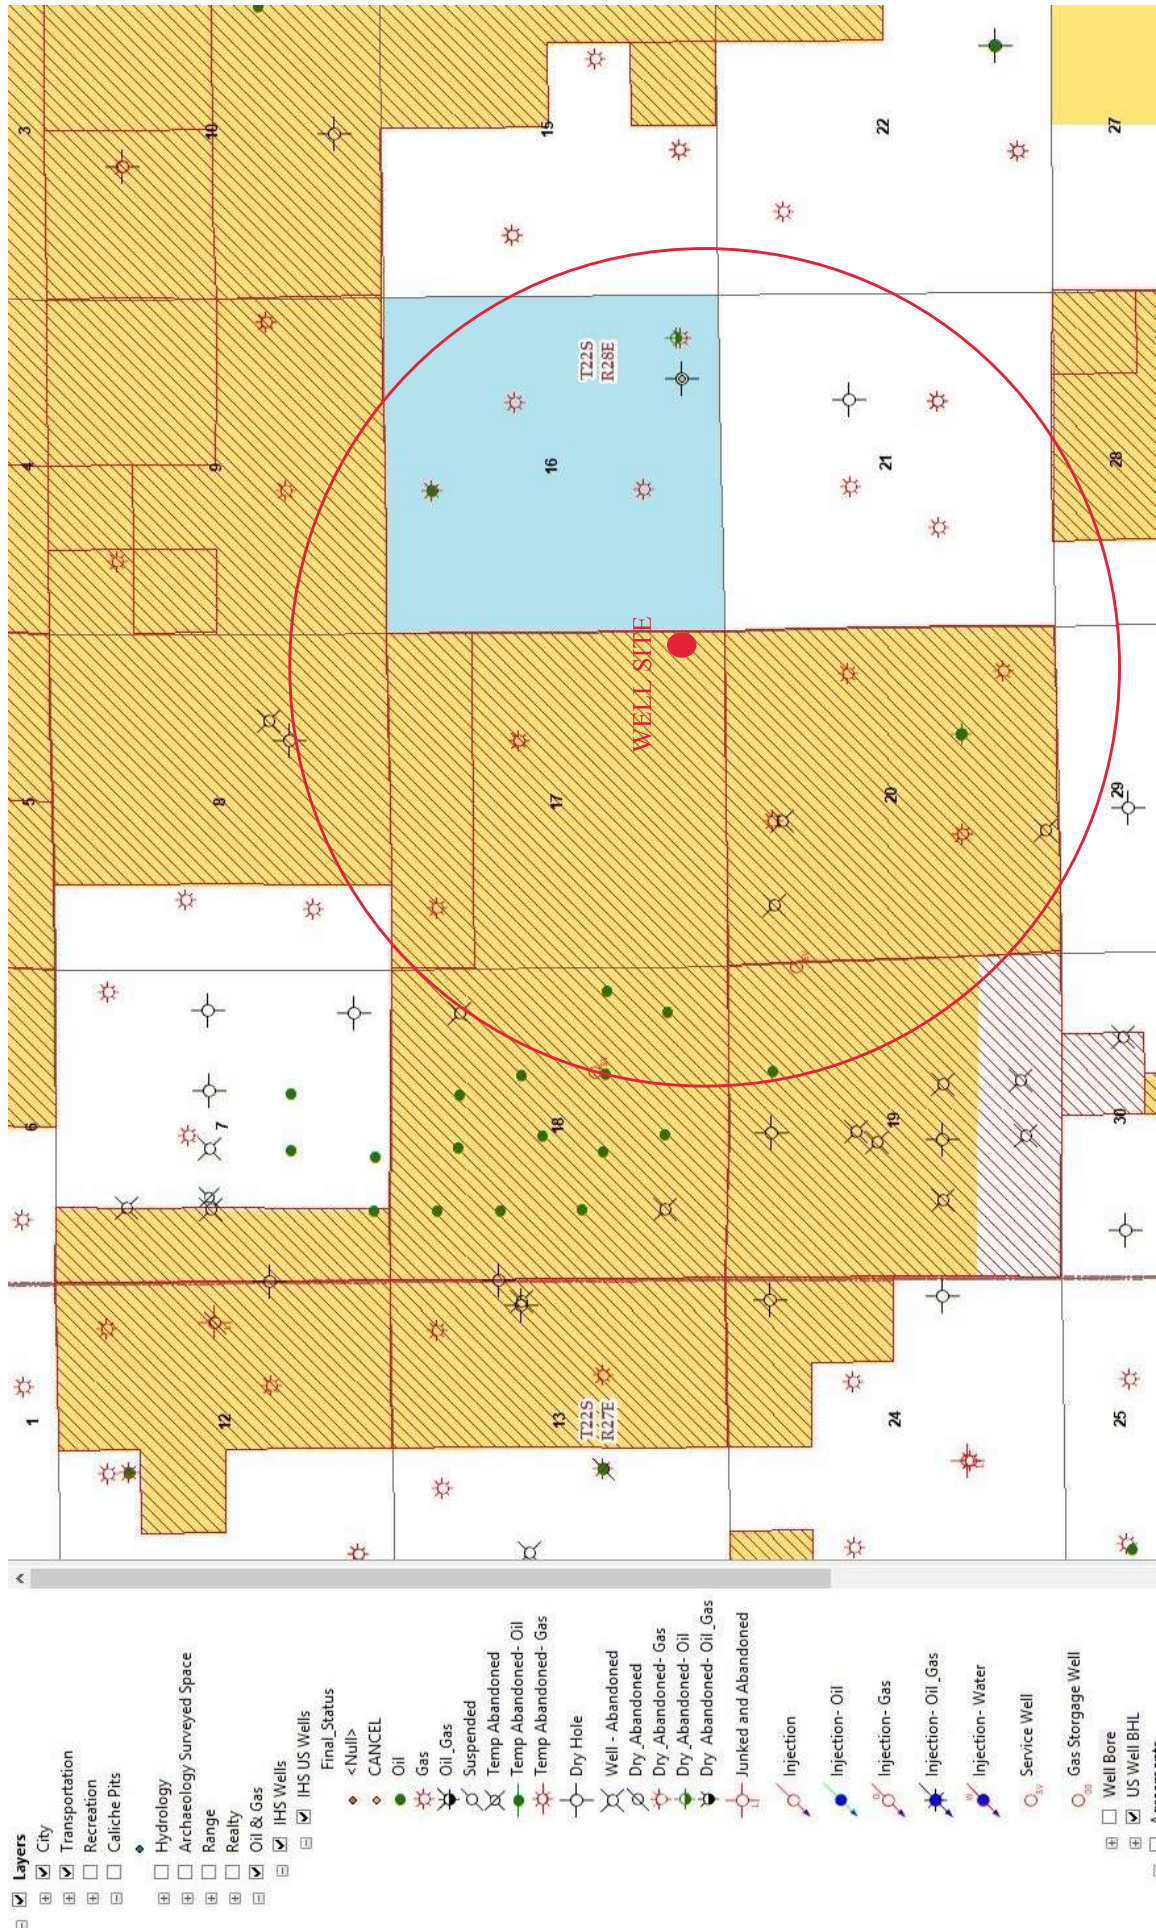 Layers
City
Transportation
Recreation
Caliche Pits
Hydrology
Archaeology Surveyed Space
Range
Realty
Oil & Gas
IHS Wells
IHS US Wells
Final_Status
<Null>
CANCEL
Oil
Gas
Oil_Gas
Suspended
Temp Abandoned
Temp Abandoned- Oil
Temp Abandoned- Gas
Dry Hole
Well - Abandoned
Dry_Abandoned
Dry_Abandoned- Gas
Dry_Abandoned- Oil
Dry_Abandoned- Oil_Gas
Junked and Abandoned
Injection
Injection- Oil
Injection- Gas
Injection- Oil_Gas
Injection- Water
Service Well
Gas Stortage Well
Well Bore
US Well BHL
1 6 5 4 3
12 7 8 9 10
13 18 17 16 15
T22S
R27E
T22S
R28E
WELL SITE
24 19 20 21 22
25 30 29 28 27